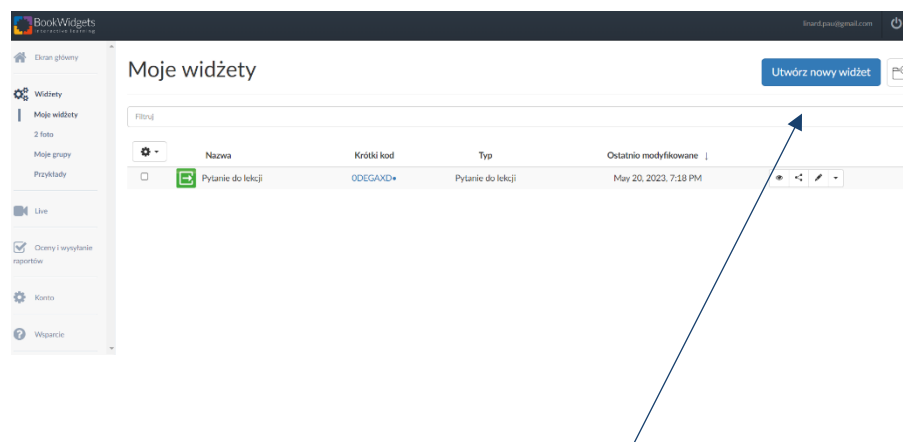 BookWidgets
interactive learning
linard.pau@gmail.com
Ekran główny
Widżety
Moje widżety
2 foto
Moje grupy
Przykłady
Live
Oceny i wysyłanie
raportów
Konto
Wsparcie
Moje widżety
Utwórz nowy widżet
Filtruj
Nazwa Krótki kod Typ Ostatnio modyfikowane ↓
Pytanie do lekcji 0DEGAXD• Pytanie do lekcji May 20, 2023, 7:18 PM